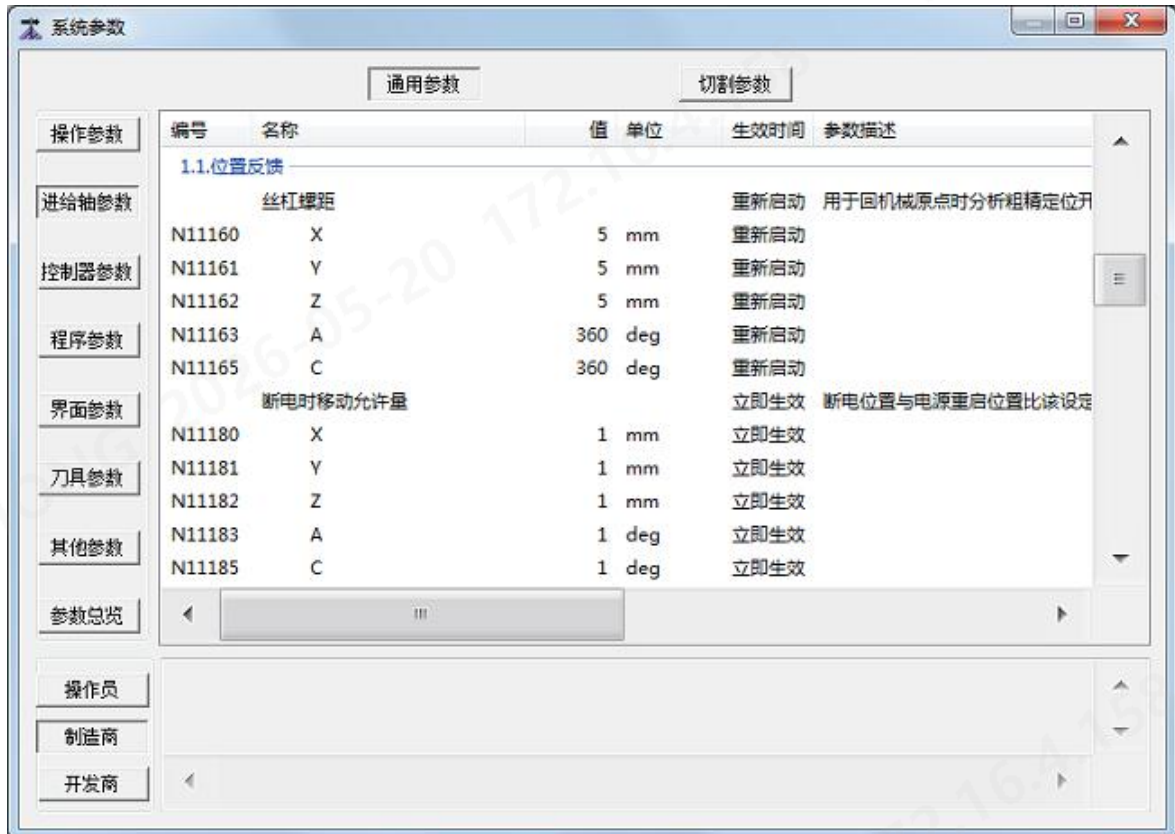 系统参数
通用参数 切割参数
操作参数
进给轴参数
控制器参数
程序参数
界面参数
刀具参数
其他参数
参数总览
编号 名称 值 单位 生效时间 参数描述
1.1.位置反馈
丝杠螺距 重新启动 用于回机械原点时分析粗精定位开
N11160 X 5 mm 重新启动
N11161 Y 5 mm 重新启动
N11162 Z 5 mm 重新启动
N11163 A 360 deg 重新启动
N11165 C 360 deg 重新启动
断电时移动允许量 立即生效 断电位置与电源重启位置比该设定
N11180 X 1 mm 立即生效
N11181 Y 1 mm 立即生效
N11182 Z 1 mm 立即生效
N11183 A 1 deg 立即生效
N11185 C 1 deg 立即生效
操作员
制造商
开发商